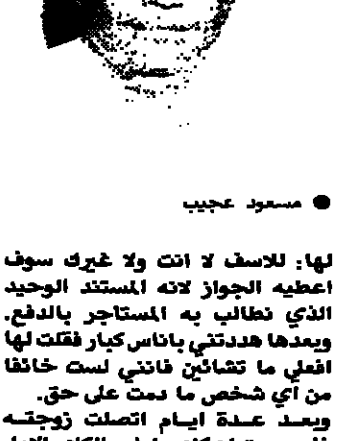 ● مسعود عجيب
لها: للاسف لا انت ولا غيرك سوف
اعطيه الجواز لانه المستند الوحيد
الذي نطالب به المستاجر بالدفع.
وبعدها هددتني باناس كبار فقلت لها
افعلي ما تشائين فانني لست خائفا
من أي شخص ما دمت على حق.
وبعد عدة ايام اتصلت زوجته